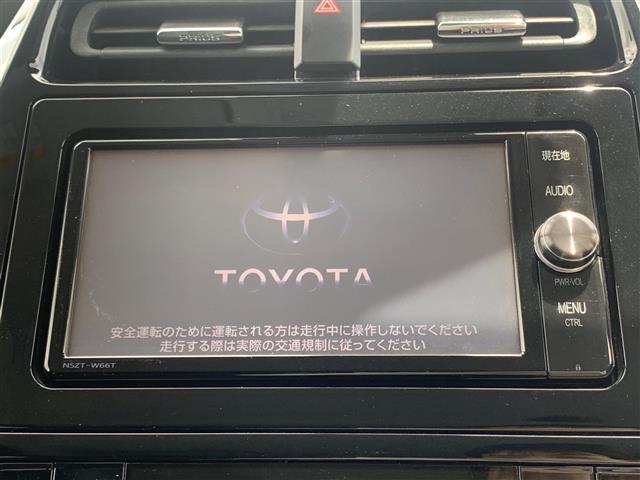 PRIUS
PRIUS
現在地
AUDIO
PWR•VOL
MENU
CTRL
TOYOTA
安全運転のために運転される方は走行中に操作しないでください
走行する際は実際の交通規制に従ってください
NSZT-W66T